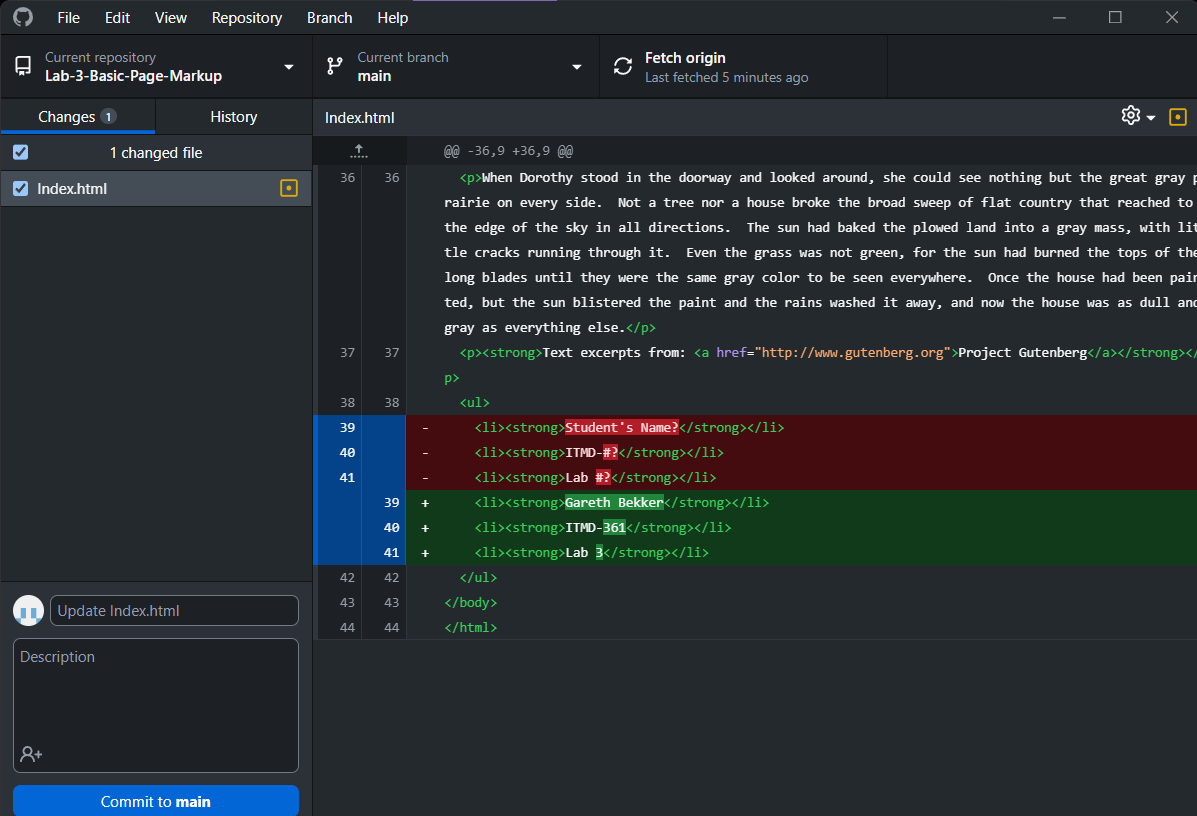 File Edit View Repository Branch Help
Current repository
Lab-3-Basic-Page-Markup
Current branch
main
Fetch origin
Last fetched 5 minutes ago
Changes 1
History
Index.html
1 changed file
Index.html
@@ -36,9 +36,9 @@
36 36 <p>When Dorothy stood in the doorway and looked around, she could see nothing but the great gray p
rairie on every side.  Not a tree nor a house broke the broad sweep of flat country that reached to
the edge of the sky in all directions.  The sun had baked the plowed land into a gray mass, with lit
tle cracks running through it.  Even the grass was not green, for the sun had burned the tops of the
long blades until they were the same gray color to be seen everywhere.  Once the house had been pain
ted, but the sun blistered the paint and the rains washed it away, and now the house was as dull and
gray as everything else.</p>
37 37 <p><strong>Text excerpts from: <a href="http://www.gutenberg.org">Project Gutenberg</a></strong></
p>
38 38 <ul>
39 - <li><strong>Student's Name?</strong></li>
40 - <li><strong>ITMD-#?</strong></li>
41 - <li><strong>Lab #?</strong></li>
39 + <li><strong>Gareth Bekker</strong></li>
40 + <li><strong>ITMD-361</strong></li>
41 + <li><strong>Lab 3</strong></li>
42 42 </ul>
43 43 </body>
44 44 </html>
Update Index.html
Description
Commit to main